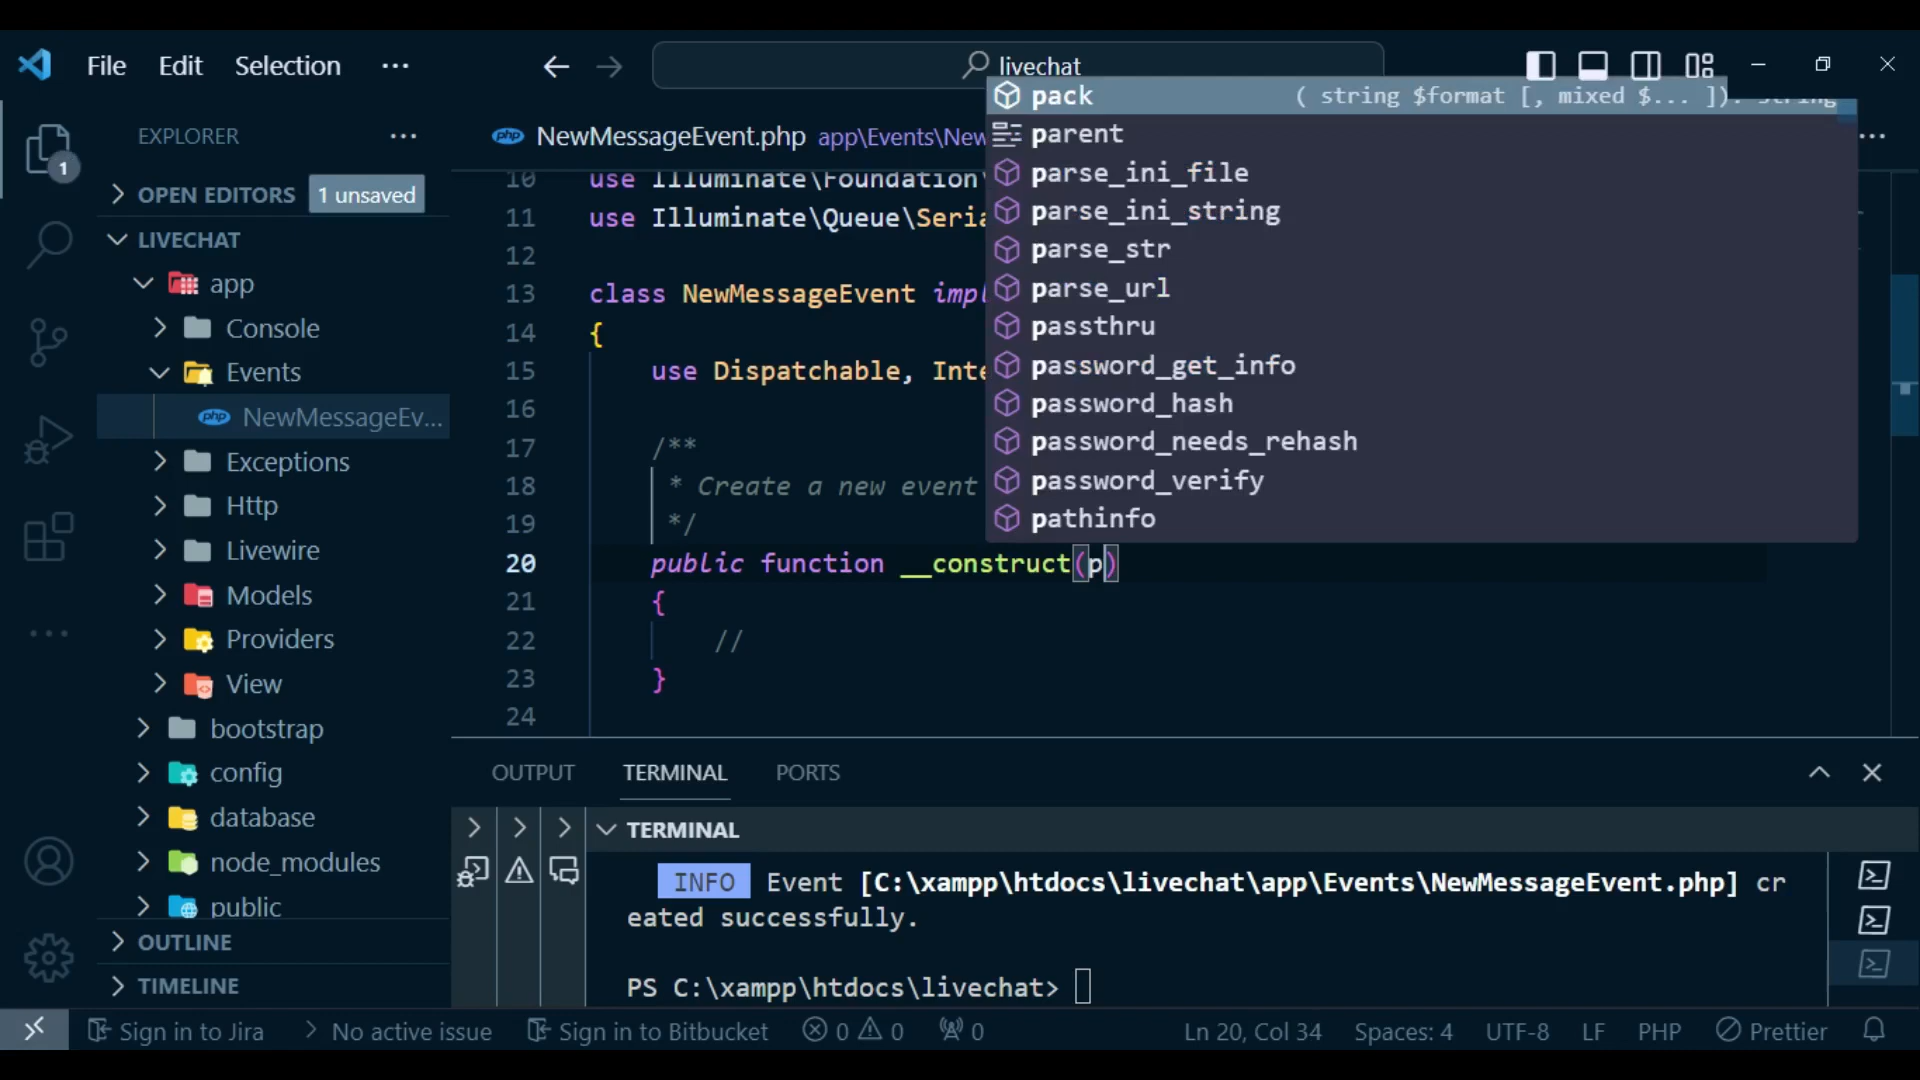 File Edit Selection ...
livechat
EXPLORER ...
OPEN EDITORS 1 unsaved
LIVECHAT
app
Console
Events
NewMessageEv...
Exceptions
Http
Livewire
Models
Providers
View
bootstrap
config
database
node_modules
public
OUTLINE
TIMELINE
1
php NewMessageEvent.php app\Events\New
10 use Illuminate\Foundation\
11 use Illuminate\Queue\Seria
12
13 class NewMessageEvent impl
14 {
15 use Dispatchable, Inte
16
17 /**
18 * Create a new event
19 */
20 public function __construct(p)
21 {
22 //
23 }
24
pack ( string $format [, mixed $... ]): string
parent
parse_ini_file
parse_ini_string
parse_str
parse_url
passthru
password_get_info
password_hash
password_needs_rehash
password_verify
pathinfo
OUTPUT TERMINAL PORTS
TERMINAL
INFO Event [C:\xampp\htdocs\livechat\app\Events\NewMessageEvent.php] cr
eated successfully.
PS C:\xampp\htdocs\livechat>
Sign in to Jira No active issue Sign in to Bitbucket 0 0 0 Ln 20, Col 34 Spaces: 4 UTF-8 LF PHP Prettier